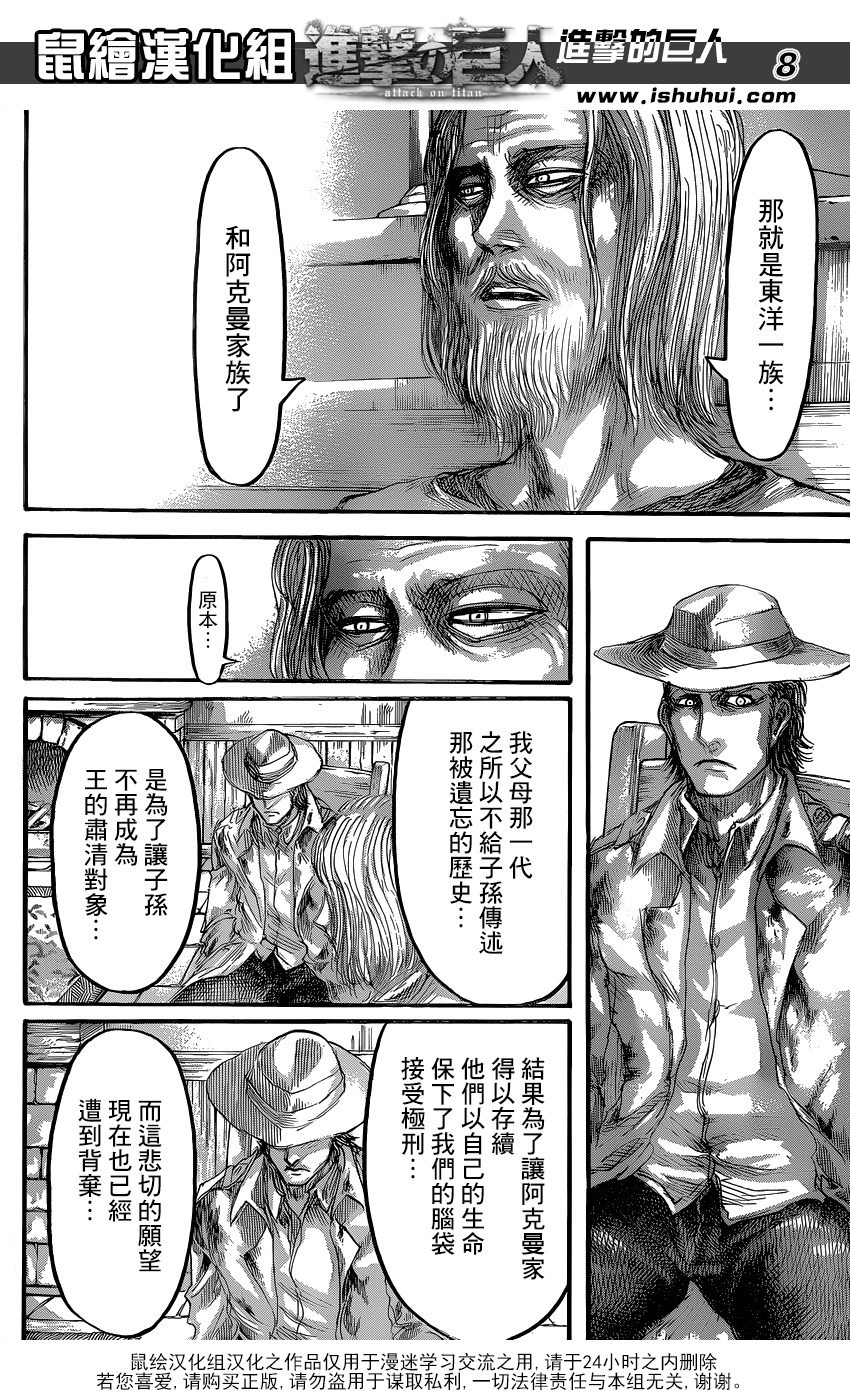 鼠繪漢化組
進撃の巨人
attack on titan
進擊的巨人
8
www.ishuhui.com
那就是東洋一族…
和阿克曼家族了
原本…
我父母那一代
之所以不給子孫傳述
那被遺忘的歷史…
是為了讓子孫
不再成為
王的肅清對象…
結果為了讓阿克曼家
得以存續
他們以自己的生命
保下了我們的腦袋
接受極刑…
而這悲切的願望
現在也已經
遭到背棄…
鼠绘汉化组汉化之作品仅用于漫迷学习交流之用, 请于24小时之内删除
若您喜爱, 请购买正版, 请勿盗用于谋取私利, 一切法律责任与本组无关, 谢谢。